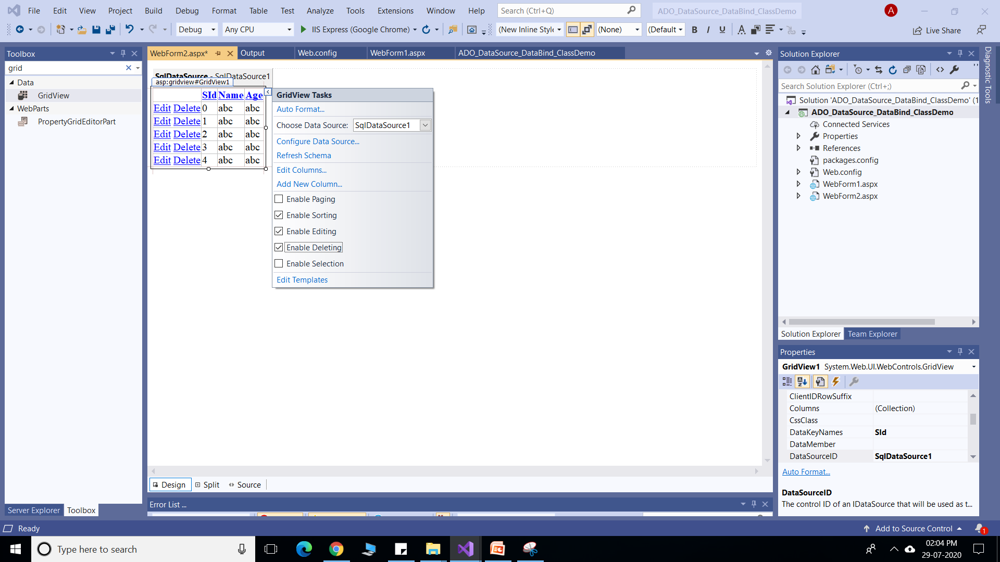 File Edit View Project Build Debug Format Table Test Analyze Tools Extensions Window Help Search (Ctrl+Q) ADO_DataSource_DataBind_ClassDemo A
Debug Any CPU IIS Express (Google Chrome) (New Inline Style (None) (Default B I U A Live Share
Toolbox
grid
Data
GridView
WebParts
PropertyGridEditorPart
Server Explorer Toolbox
WebForm2.aspx* Output Web.config WebForm1.aspx ADO_DataSource_DataBind_ClassDemo
SqlDataSource - SqlDataSource1
asp:gridview#GridView1
SId Name Age
Edit Delete 0 abc abc
Edit Delete 1 abc abc
Edit Delete 2 abc abc
Edit Delete 3 abc abc
Edit Delete 4 abc abc
GridView Tasks
Auto Format...
Choose Data Source: SqlDataSource1
Configure Data Source...
Refresh Schema
Edit Columns...
Add New Column...
Enable Paging
Enable Sorting
Enable Editing
Enable Deleting
Enable Selection
Edit Templates
Design Split Source
Error List ...
Solution Explorer
Search Solution Explorer (Ctrl+;)
Solution 'ADO_DataSource_DataBind_ClassDemo' (1
ADO_DataSource_DataBind_ClassDemo
Connected Services
Properties
References
packages.config
Web.config
WebForm1.aspx
WebForm2.aspx
Solution Explorer Team Explorer
Diagnostic Tools
Properties
GridView1 System.Web.UI.WebControls.GridView
ClientIDRowSuffix
Columns (Collection)
CssClass
DataKeyNames SId
DataMember
DataSourceID SqlDataSource1
Auto Format...
DataSourceID
The control ID of an IDataSource that will be used as t...
Ready Add to Source Control 1
Type here to search 02:04 PM
29-07-2020